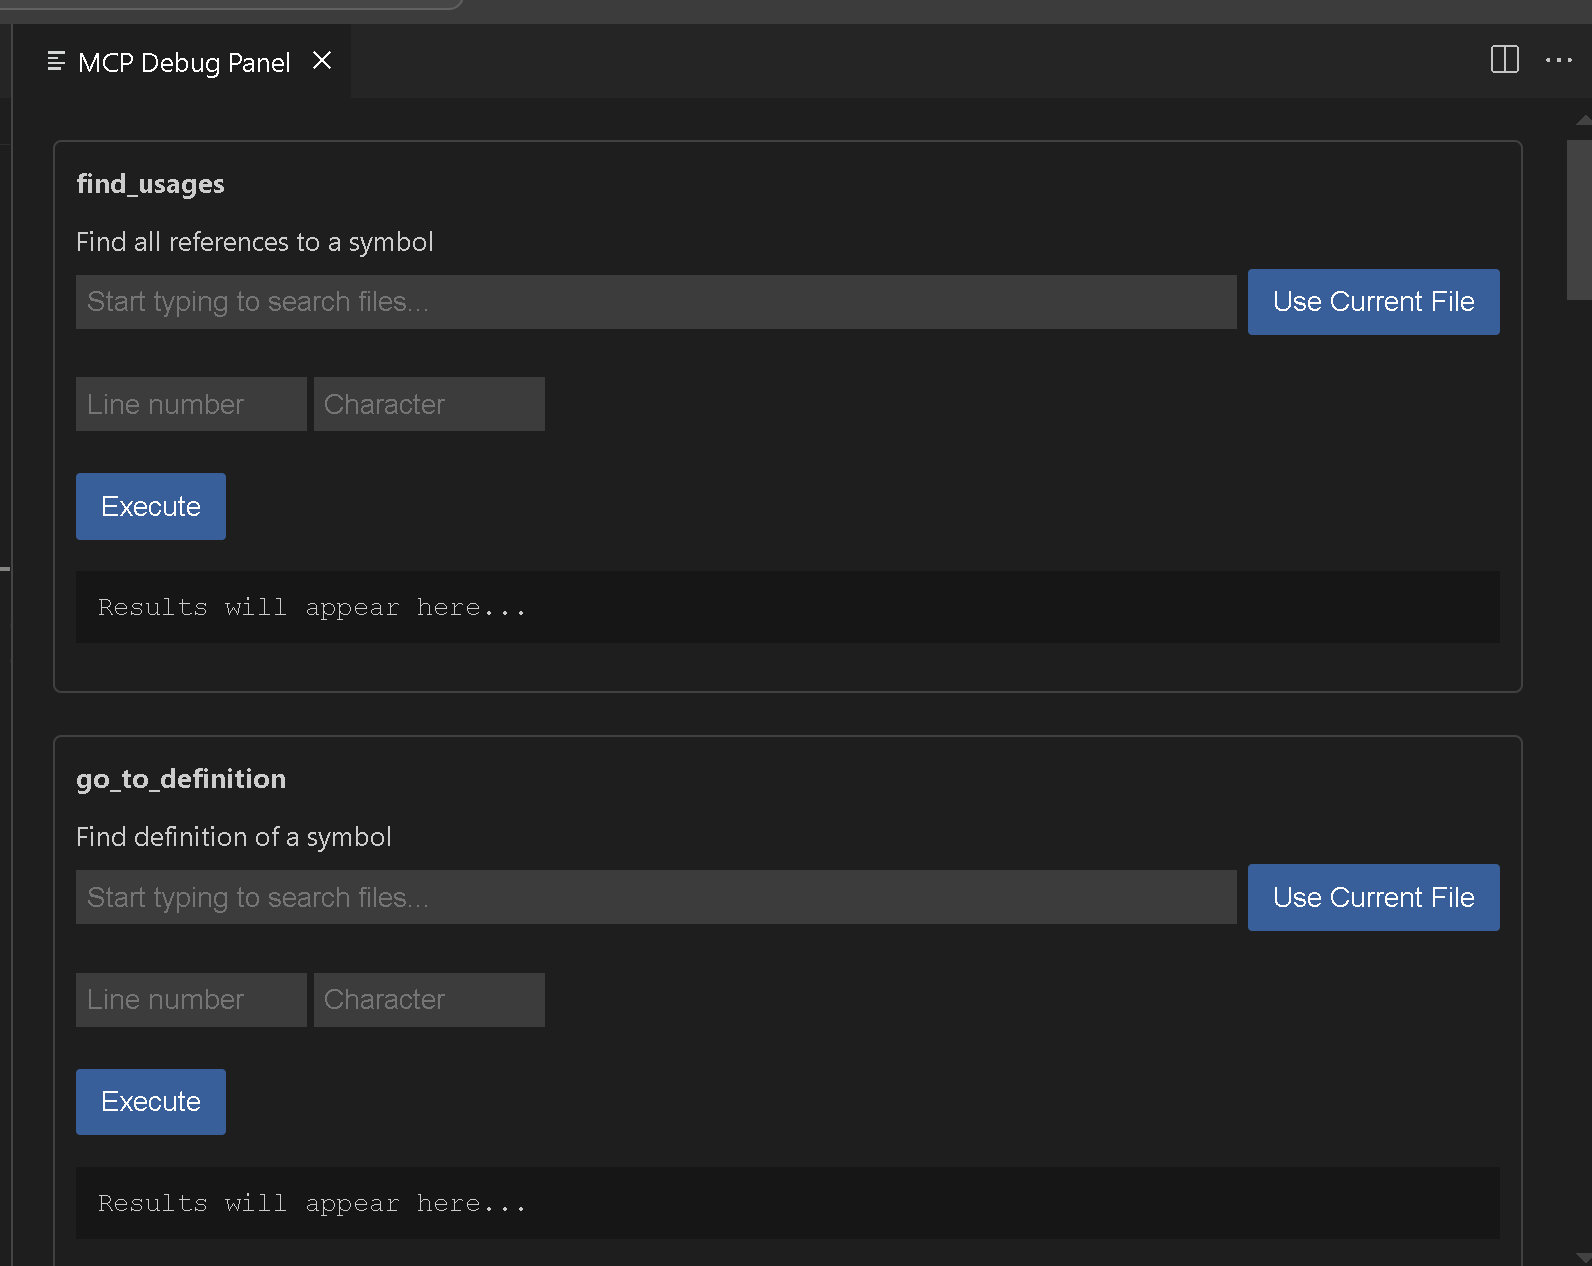 MCP Debug Panel
find_usages
Find all references to a symbol
Start typing to search files... Use Current File
Line number Character
Execute
Results will appear here...
go_to_definition
Find definition of a symbol
Start typing to search files... Use Current File
Line number Character
Execute
Results will appear here...